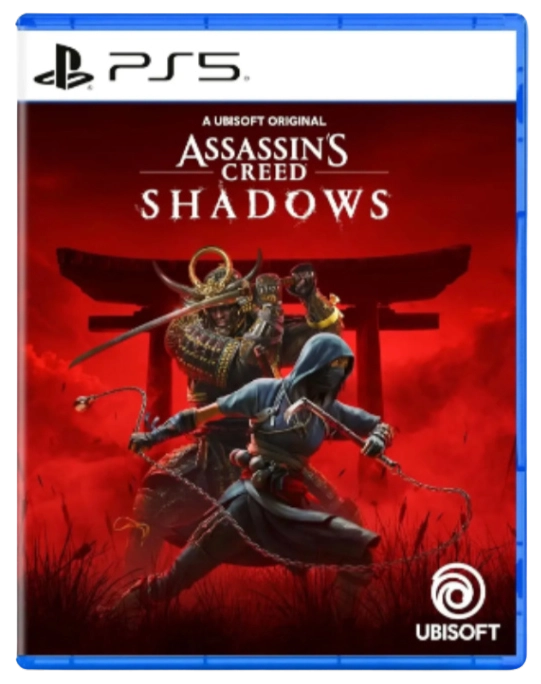 PS5
A UBISOFT ORIGINAL
ASSASSIN'S
CREED
SHADOWS
UBISOFT